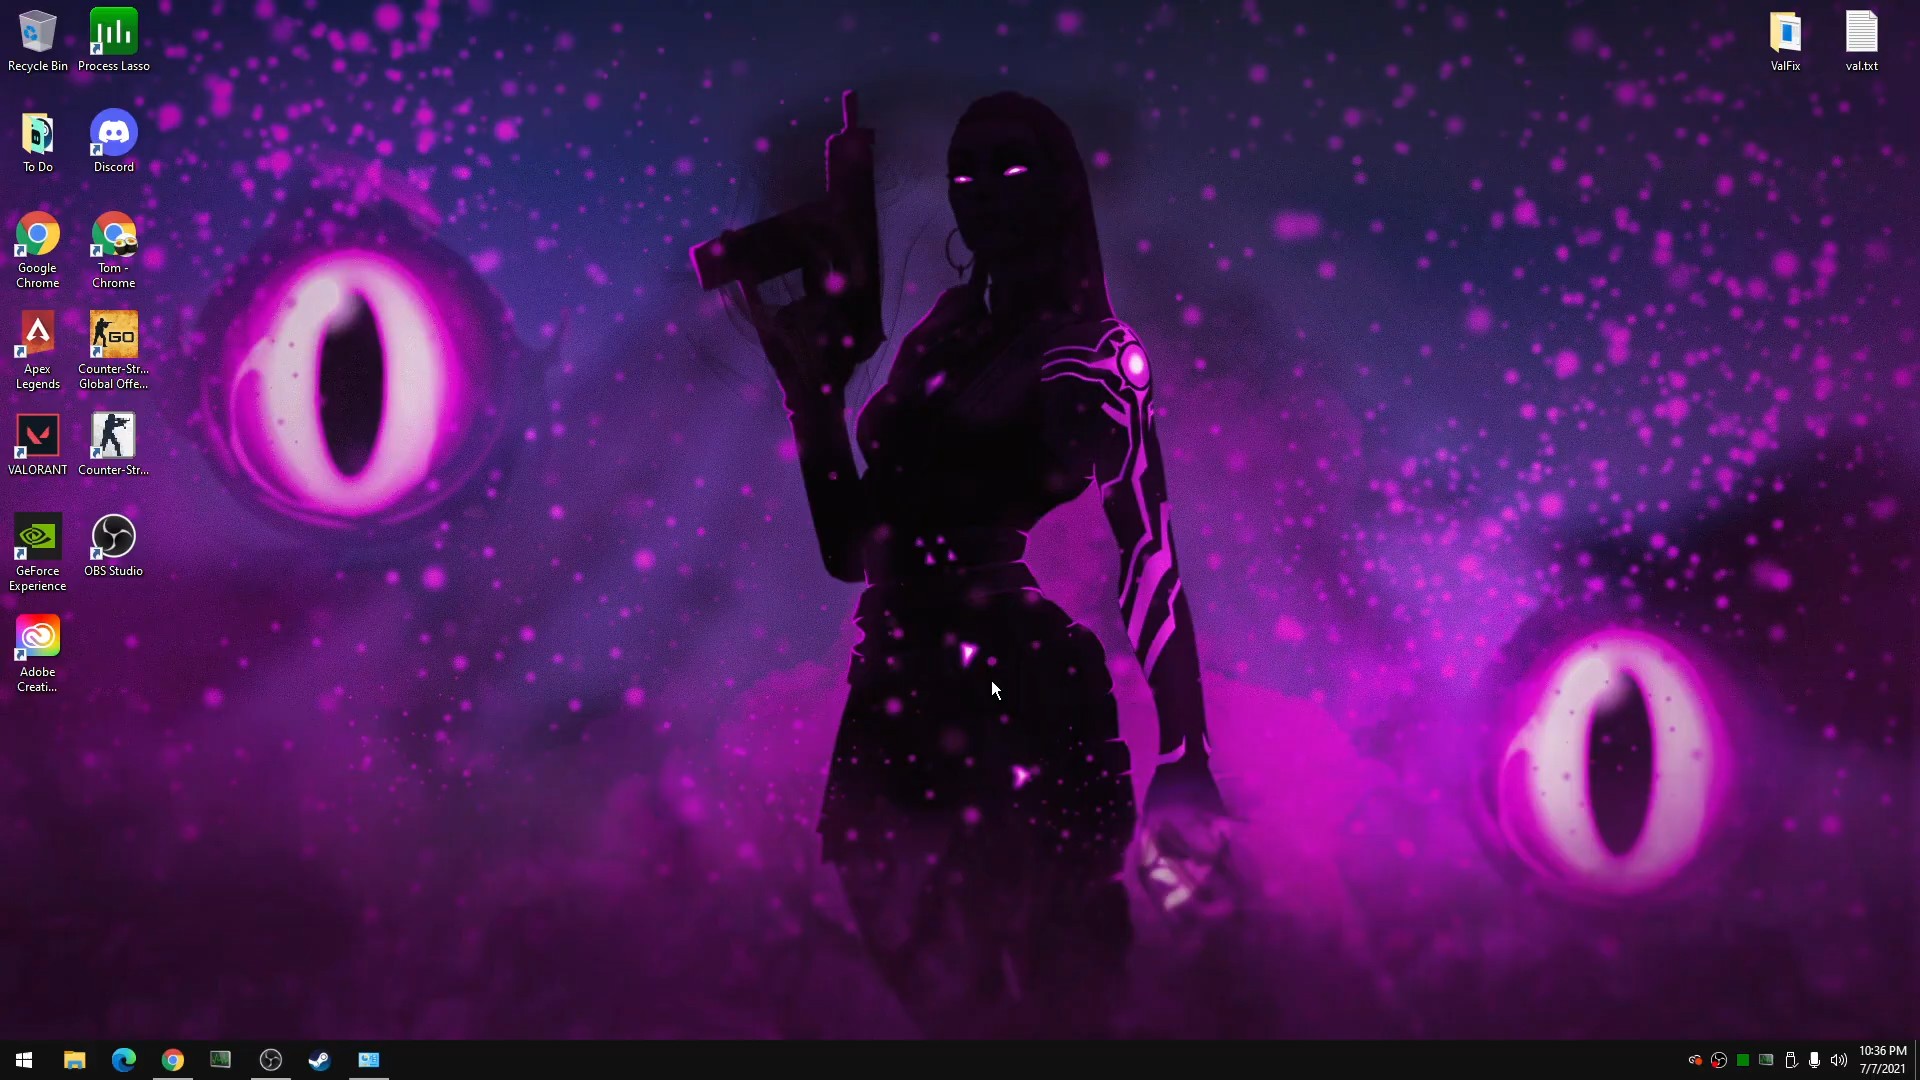 Recycle Bin
Process Lasso
To Do
Discord
Google
Chrome
Tom -
Chrome
Apex
Legends
Counter-Str...
Global Offe...
GO
VALORANT
Counter-Str...
GeForce
Experience
OBS Studio
Adobe
Creati...
ValFix
val.txt
10:36 PM
7/7/2021